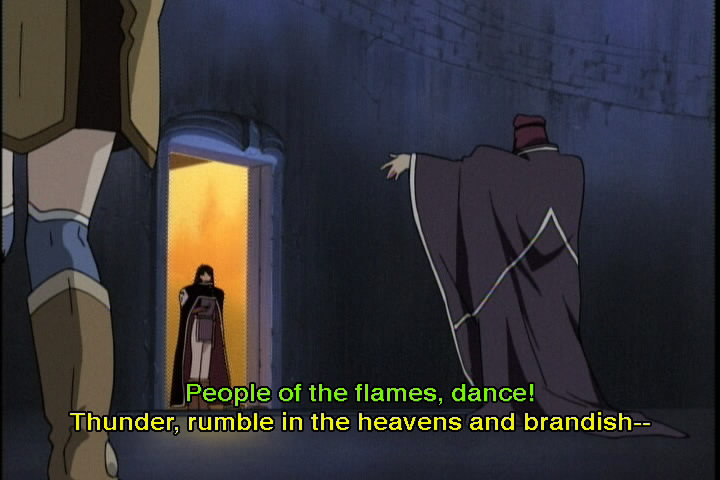 People of the flames, dance!
Thunder, rumble in the heavens and brandish--